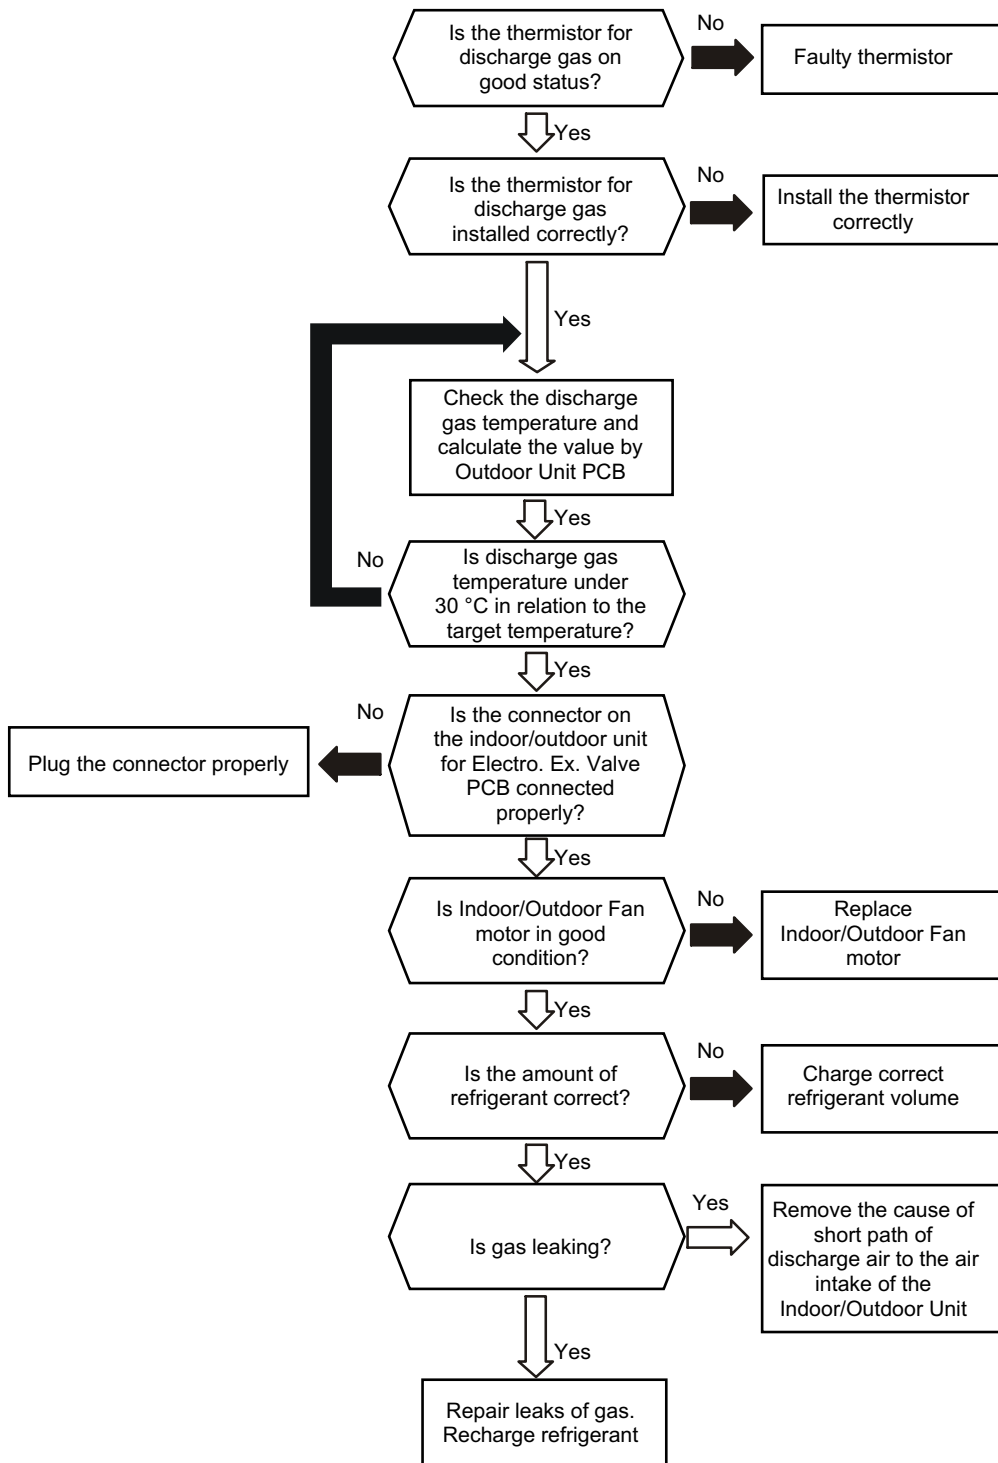 Is the thermistor for
discharge gas on
good status?
No
Faulty thermistor
Yes
Is the thermistor for
discharge gas
installed correctly?
No
Install the thermistor
correctly
Yes
Check the discharge
gas temperature and
calculate the value by
Outdoor Unit PCB
Yes
No
Is discharge gas
temperature under
30 °C in relation to the
target temperature?
Yes
No
Is the connector on
the indoor/outdoor unit
for Electro. Ex. Valve
PCB connected
properly?
Plug the connector properly
Yes
Is Indoor/Outdoor Fan
motor in good
condition?
No
Replace
Indoor/Outdoor Fan
motor
Yes
Is the amount of
refrigerant correct?
No
Charge correct
refrigerant volume
Yes
Is gas leaking?
Yes
Remove the cause of
short path of
discharge air to the air
intake of the
Indoor/Outdoor Unit
Yes
Repair leaks of gas.
Recharge refrigerant